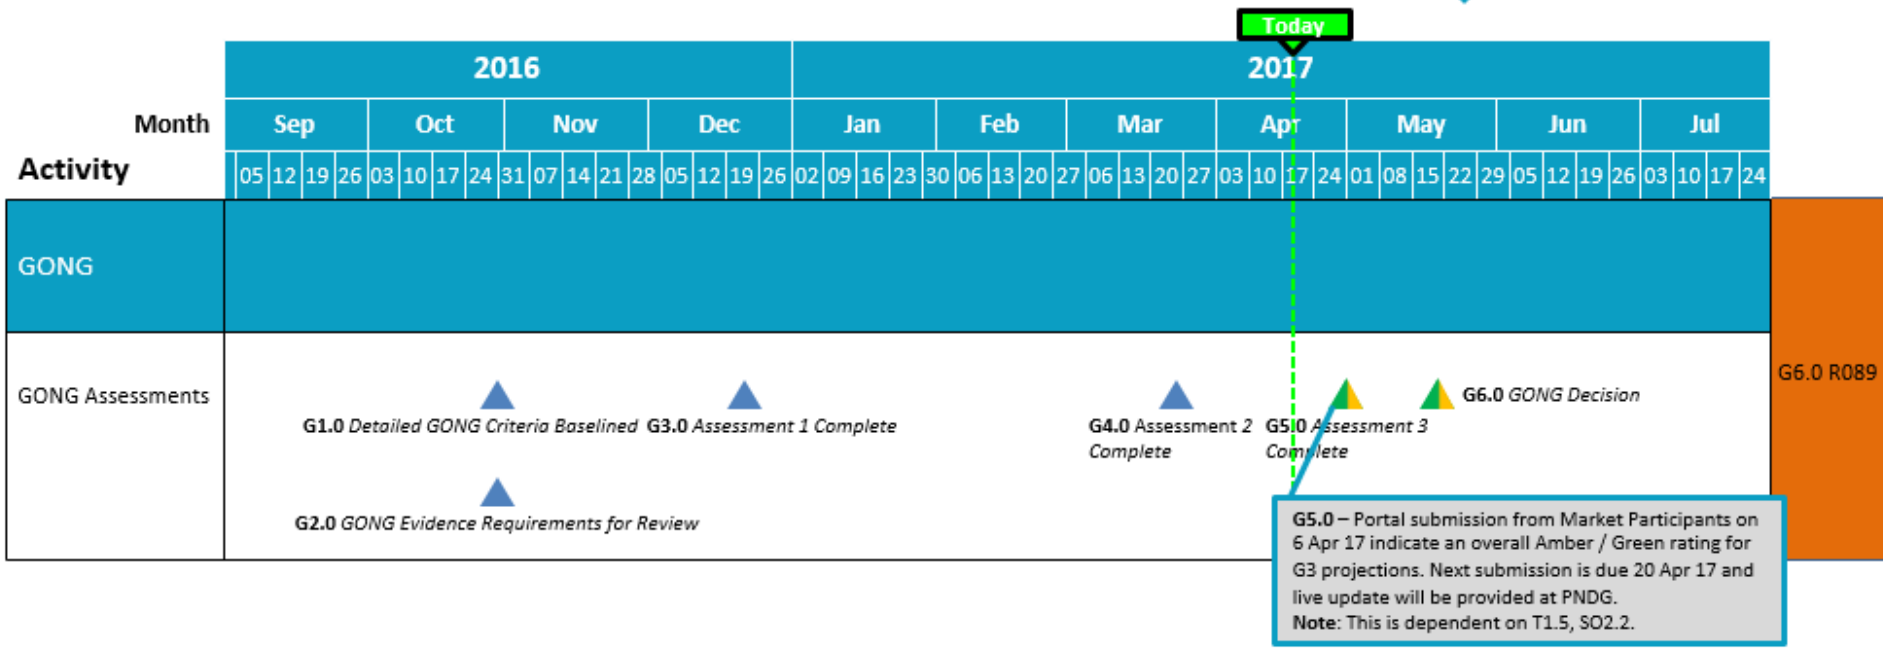 Today
2016 2017
Month Sep Oct Nov Dec Jan Feb Mar Apr May Jun Jul
Activity 05 12 19 26 03 10 17 24 31 07 14 21 28 05 12 19 26 02 09 16 23 30 06 13 20 27 06 13 20 27 03 10 17 24 01 08 15 22 29 05 12 19 26 03 10 17 24
GONG
G6.0 R089
GONG Assessments
G6.0 GONG Decision
G1.0 Detailed GONG Criteria Baselined
G3.0 Assessment 1 Complete
G4.0 Assessment 2
Complete
G5.0 Assessment 3
Complete
G2.0 GONG Evidence Requirements for Review
G5.0 – Portal submission from Market Participants on
6 Apr 17 indicate an overall Amber / Green rating for
G3 projections. Next submission is due 20 Apr 17 and
live update will be provided at PNDG.
Note: This is dependent on T1.5, SO2.2.